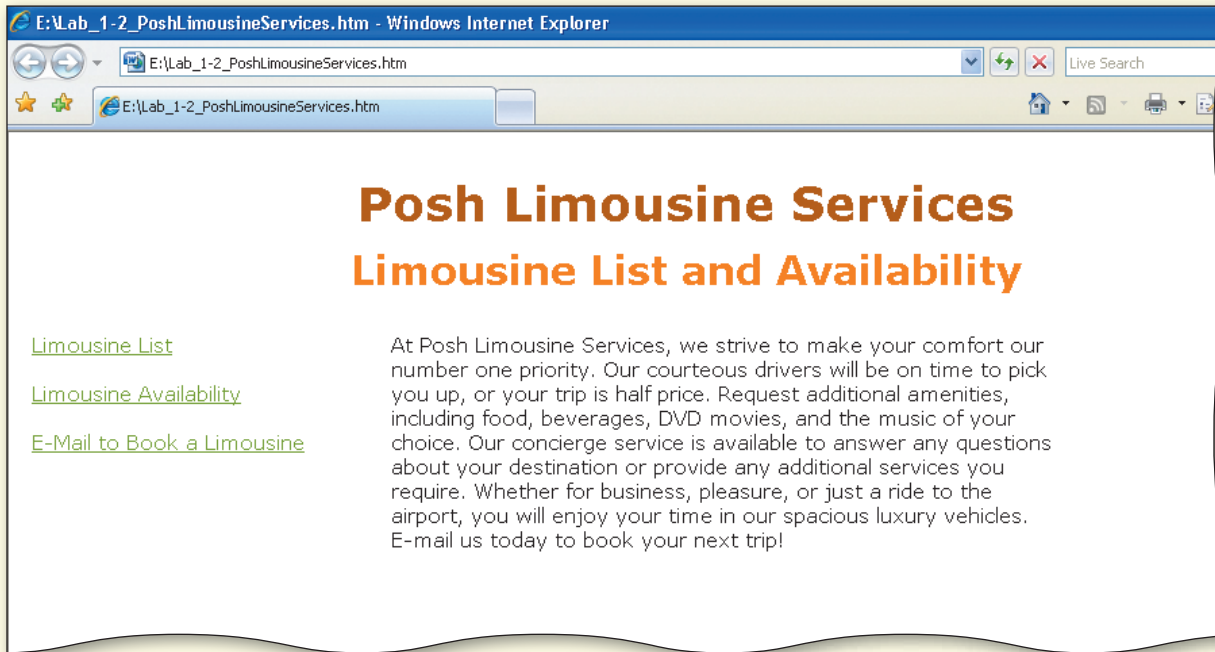 E:\Lab_1-2_PoshLimousineServices.htm - Windows Internet Explorer
E:\Lab_1-2_PoshLimousineServices.htm
Live Search
E:\Lab_1-2_PoshLimousineServices.htm
Posh Limousine Services
Limousine List and Availability
Limousine List
Limousine Availability
E-Mail to Book a Limousine
At Posh Limousine Services, we strive to make your comfort our
number one priority. Our courteous drivers will be on time to pick
you up, or your trip is half price. Request additional amenities,
including food, beverages, DVD movies, and the music of your
choice. Our concierge service is available to answer any questions
about your destination or provide any additional services you
require. Whether for business, pleasure, or just a ride to the
airport, you will enjoy your time in our spacious luxury vehicles.
E-mail us today to book your next trip!